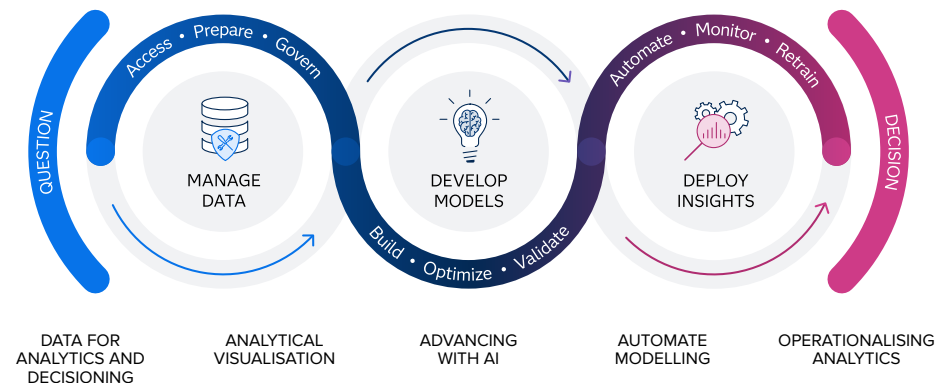 QUESTION
Access • Prepare • Govern
MANAGE
DATA
Build • Optimize • Validate
DEVELOP
MODELS
Automate • Monitor • Retrain
DEPLOY
INSIGHTS
DECISION
DATA FOR
ANALYTICS AND
DECISIONING
ANALYTICAL
VISUALISATION
ADVANCING
WITH AI
AUTOMATE
MODELLING
OPERATIONALISING
ANALYTICS